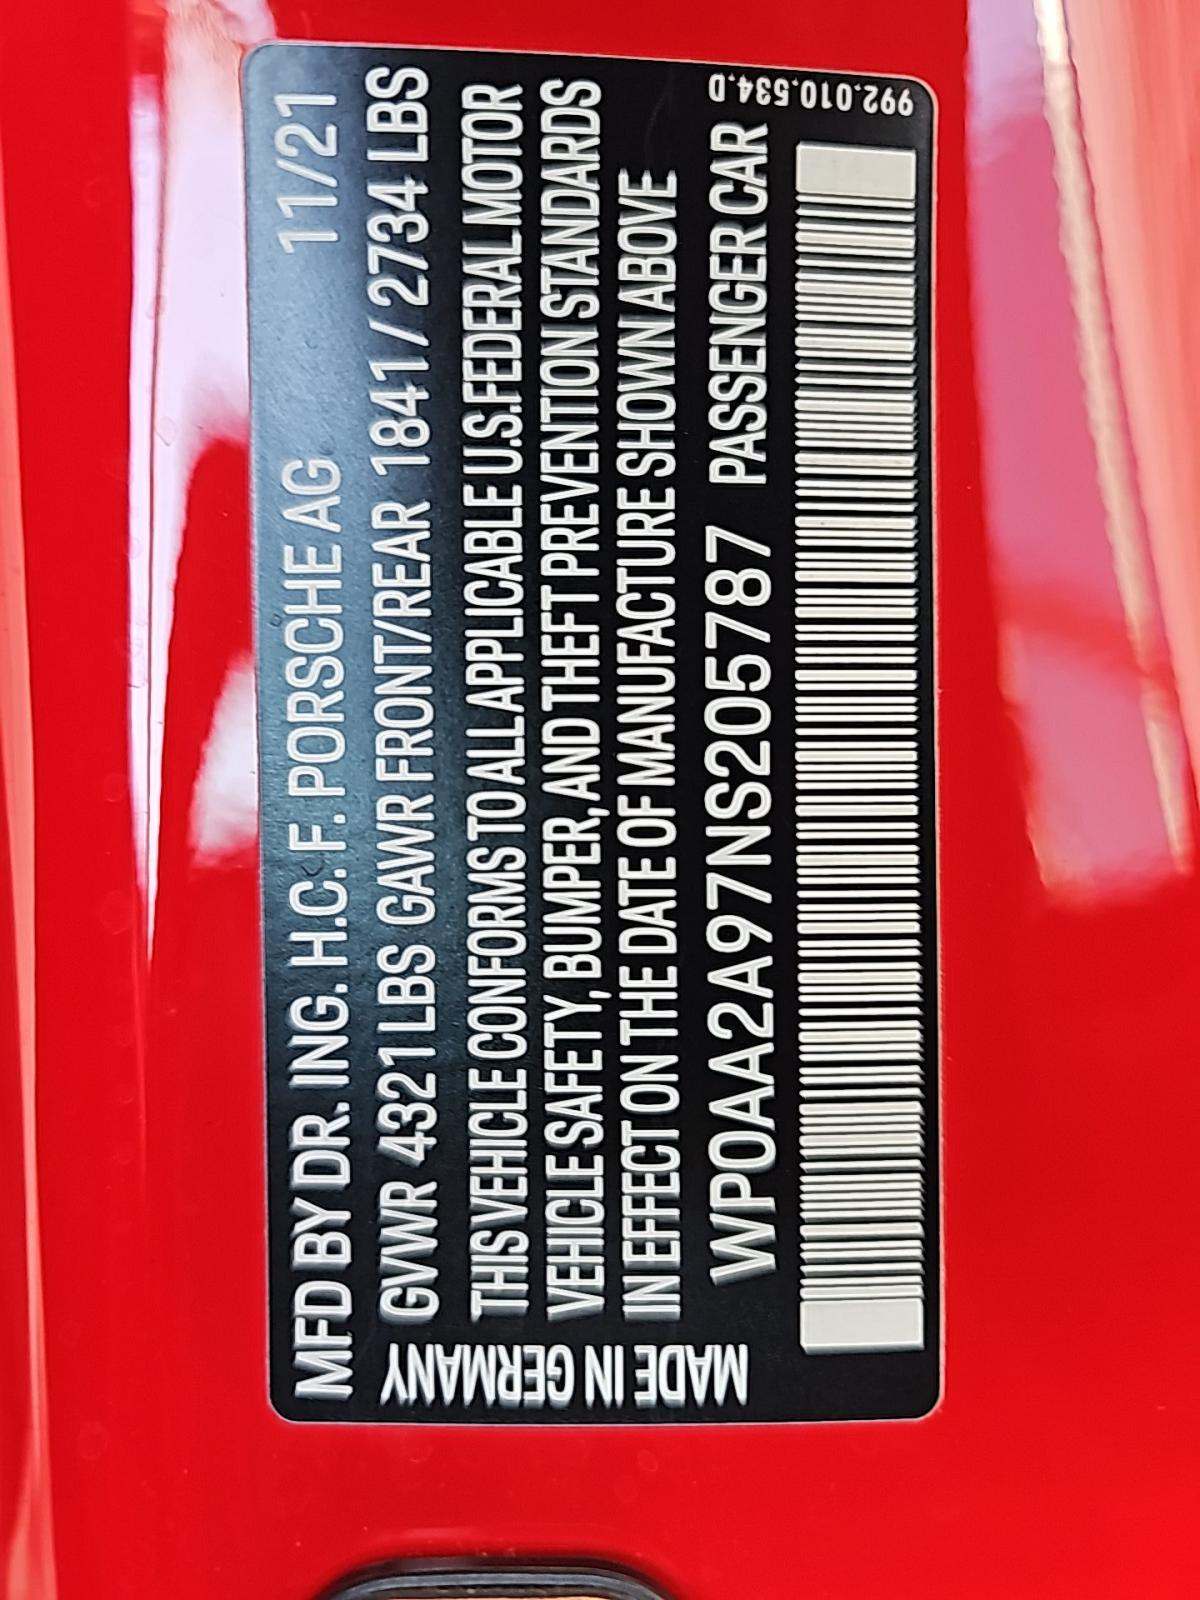 MFD BY DR. ING. H.C. F. PORSCHE AG 11/21
GVWR 4321 LBS GAWR FRONT/REAR 1841 / 2734 LBS
THIS VEHICLE CONFORMS TO ALL APPLICABLE U.S. FEDERAL MOTOR
VEHICLE SAFETY, BUMPER, AND THEFT PREVENTION STANDARDS
IN EFFECT ON THE DATE OF MANUFACTURE SHOWN ABOVE
WP0AA2A97NS205787 PASSENGER CAR
MADE IN GERMANY
992.010.534.D